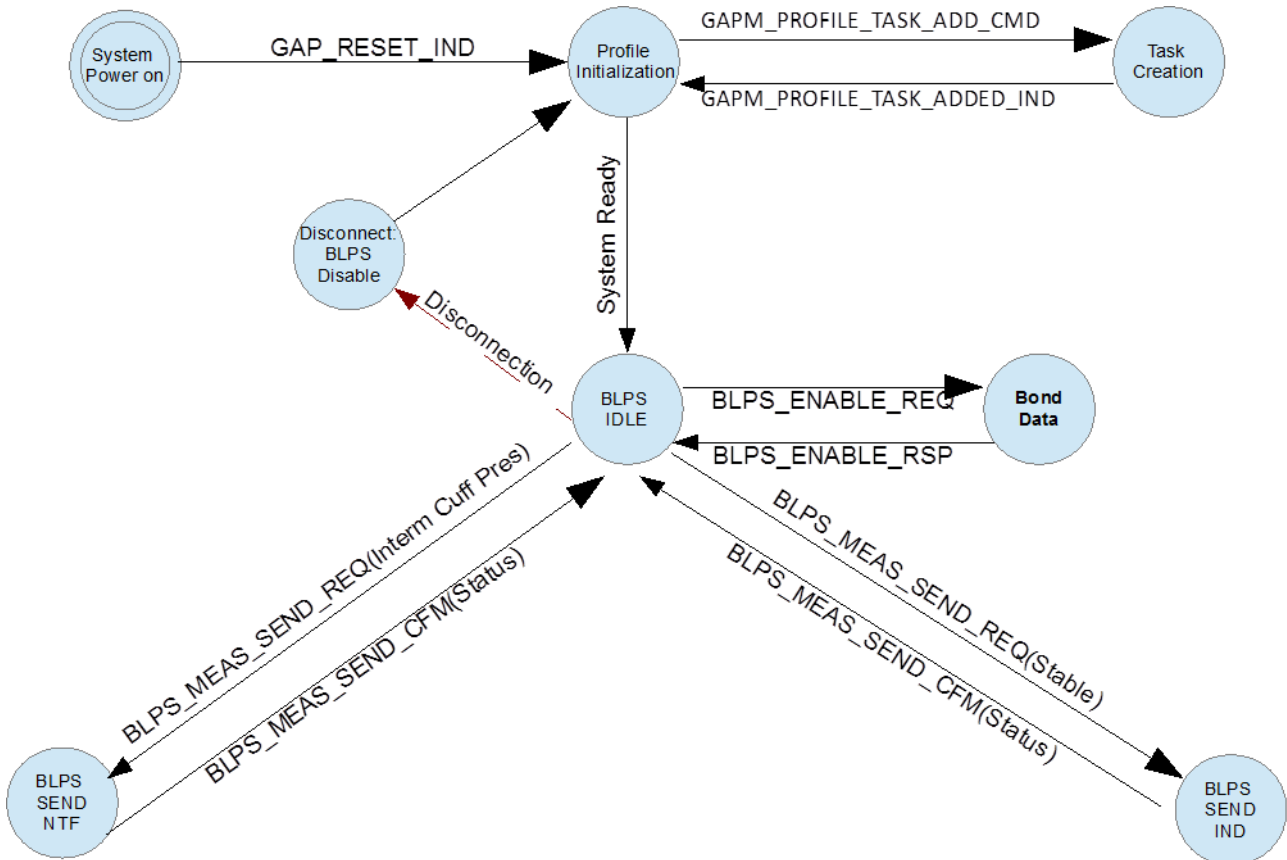 System
Power on
GAP_RESET_IND
Profile
Initialization
GAPM_PROFILE_TASK_ADD_CMD
GAPM_PROFILE_TASK_ADDED_IND
Task
Creation
Disconnect:
BLPS
Disable
System Ready
Disconnection
BLPS
IDLE
BLPS_ENABLE_REQ
BLPS_ENABLE_RSP
Bond
Data
BLPS_MEAS_SEND_REQ(Interm Cuff Pres)
BLPS_MEAS_SEND_CFM(Status)
BLPS_MEAS_SEND_REQ(Stable)
BLPS_MEAS_SEND_CFM(Status)
BLPS
SEND
NTF
BLPS
SEND
IND